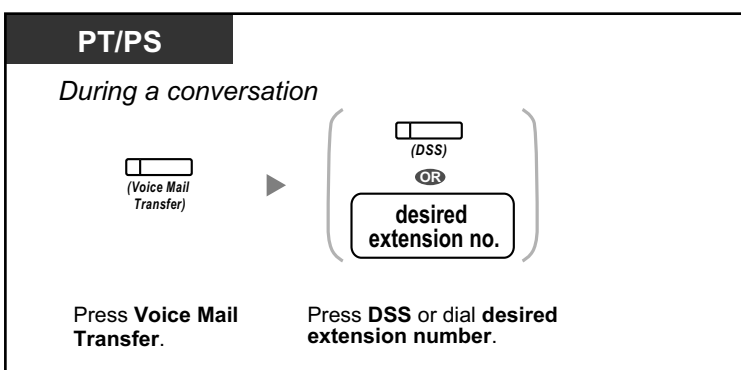 PT/PS
During a conversation
(Voice Mail
Transfer)
(DSS)
OR
desired
extension no.
Press Voice Mail
Transfer.
Press DSS or dial desired
extension number.